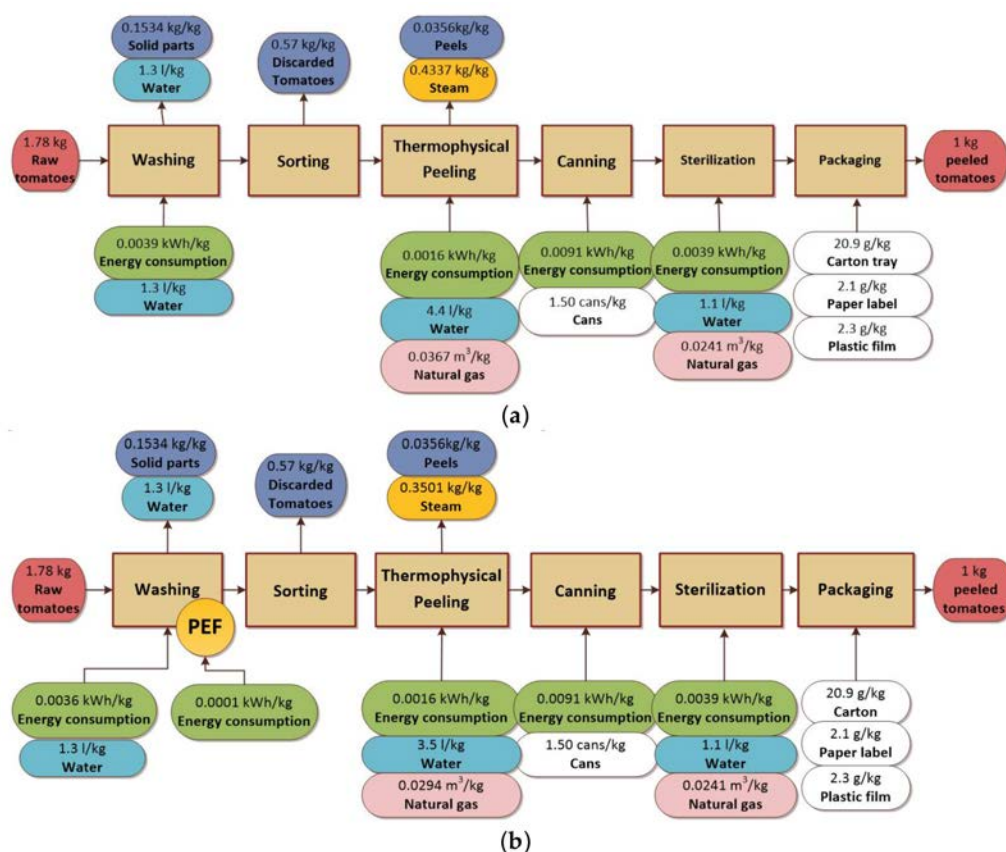 0.1534 kg/kg
Solid parts
1.3 l/kg
Water
0.57 kg/kg
Discarded
Tomatoes
0.0356kg/kg
Peels
0.4337 kg/kg
Steam
1.78 kg
Raw
tomatoes
Washing
Sorting
Thermophysical
Peeling
Canning
Sterilization
Packaging
1 kg
peeled
tomatoes
0.0039 kWh/kg
Energy consumption
1.3 l/kg
Water
0.0016 kWh/kg
Energy consumption
4.4 l/kg
Water
0.0367 m³/kg
Natural gas
0.0091 kWh/kg
Energy consumption
1.50 cans/kg
Cans
0.0039 kWh/kg
Energy consumption
1.1 l/kg
Water
0.0241 m³/kg
Natural gas
20.9 g/kg
Carton tray
2.1 g/kg
Paper label
2.3 g/kg
Plastic film
(a)
0.1534 kg/kg
Solid parts
1.3 l/kg
Water
0.57 kg/kg
Discarded
Tomatoes
0.0356kg/kg
Peels
0.3501 kg/kg
Steam
1.78 kg
Raw
tomatoes
Washing
PEF
Sorting
Thermophysical
Peeling
Canning
Sterilization
Packaging
1 kg
peeled
tomatoes
0.0036 kWh/kg
Energy consumption
1.3 l/kg
Water
0.0001 kWh/kg
Energy consumption
0.0016 kWh/kg
Energy consumption
3.5 l/kg
Water
0.0294 m³/kg
Natural gas
0.0091 kWh/kg
Energy consumption
1.50 cans/kg
Cans
0.0039 kWh/kg
Energy consumption
1.1 l/kg
Water
0.0241 m³/kg
Natural gas
20.9 g/kg
Carton
2.1 g/kg
Paper label
2.3 g/kg
Plastic film
(b)